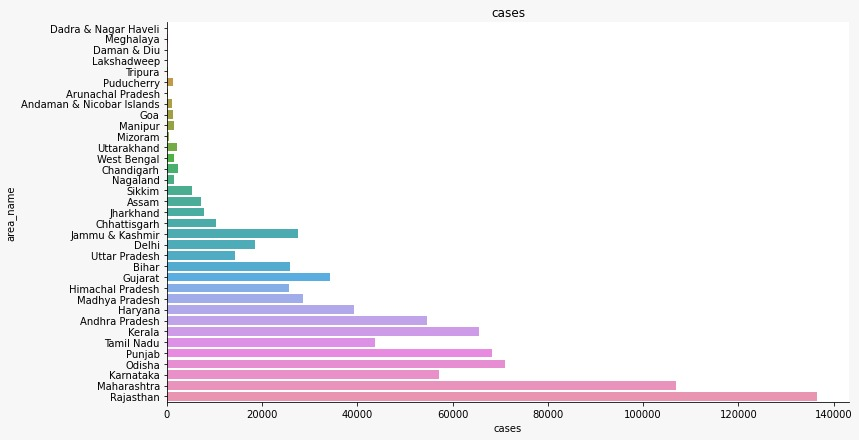 cases
Dadra & Nagar Haveli
Meghalaya
Daman & Diu
Lakshadweep
Tripura
Puducherry
Arunachal Pradesh
Andaman & Nicobar Islands
Goa
Manipur
Mizoram
Uttarakhand
West Bengal
Chandigarh
Nagaland
Sikkim
Assam
Jharkhand
Chhattisgarh
Jammu & Kashmir
Delhi
Uttar Pradesh
Bihar
Gujarat
Himachal Pradesh
Madhya Pradesh
Haryana
Andhra Pradesh
Kerala
Tamil Nadu
Punjab
Odisha
Karnataka
Maharashtra
Rajasthan
area_name
0 20000 40000 60000 80000 100000 120000 140000
cases